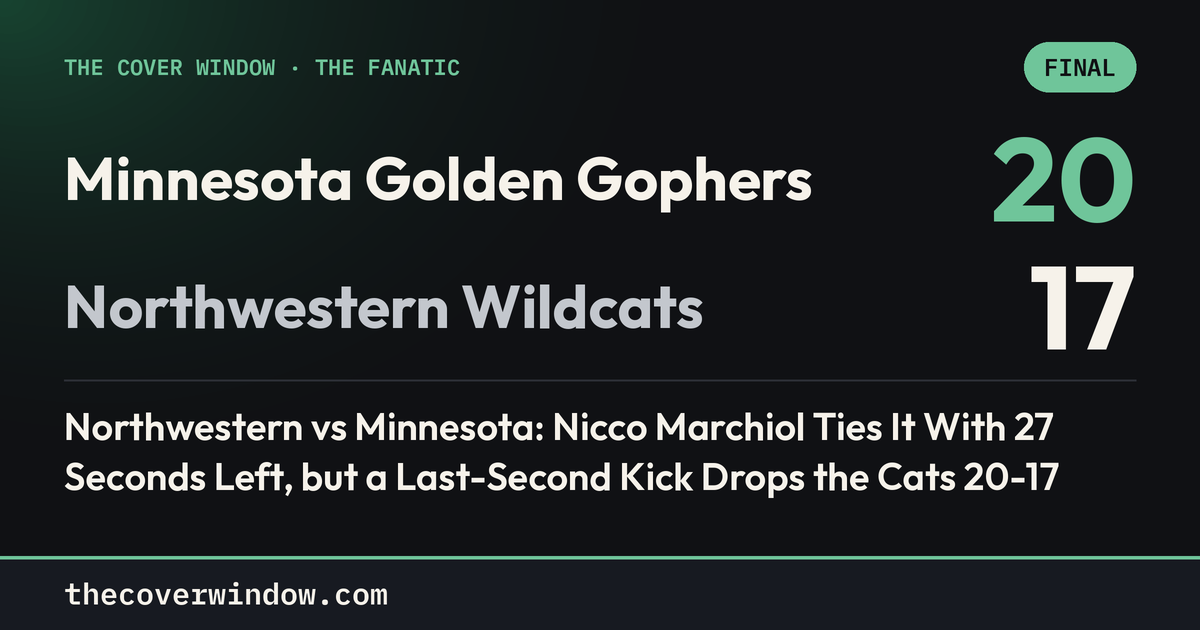 THE COVER WINDOW · THE FANATIC
FINAL
Minnesota Golden Gophers 20
Northwestern Wildcats 17
Northwestern vs Minnesota: Nicco Marchiol Ties It With 27
Seconds Left, but a Last-Second Kick Drops the Cats 20-17
thecoverwindow.com